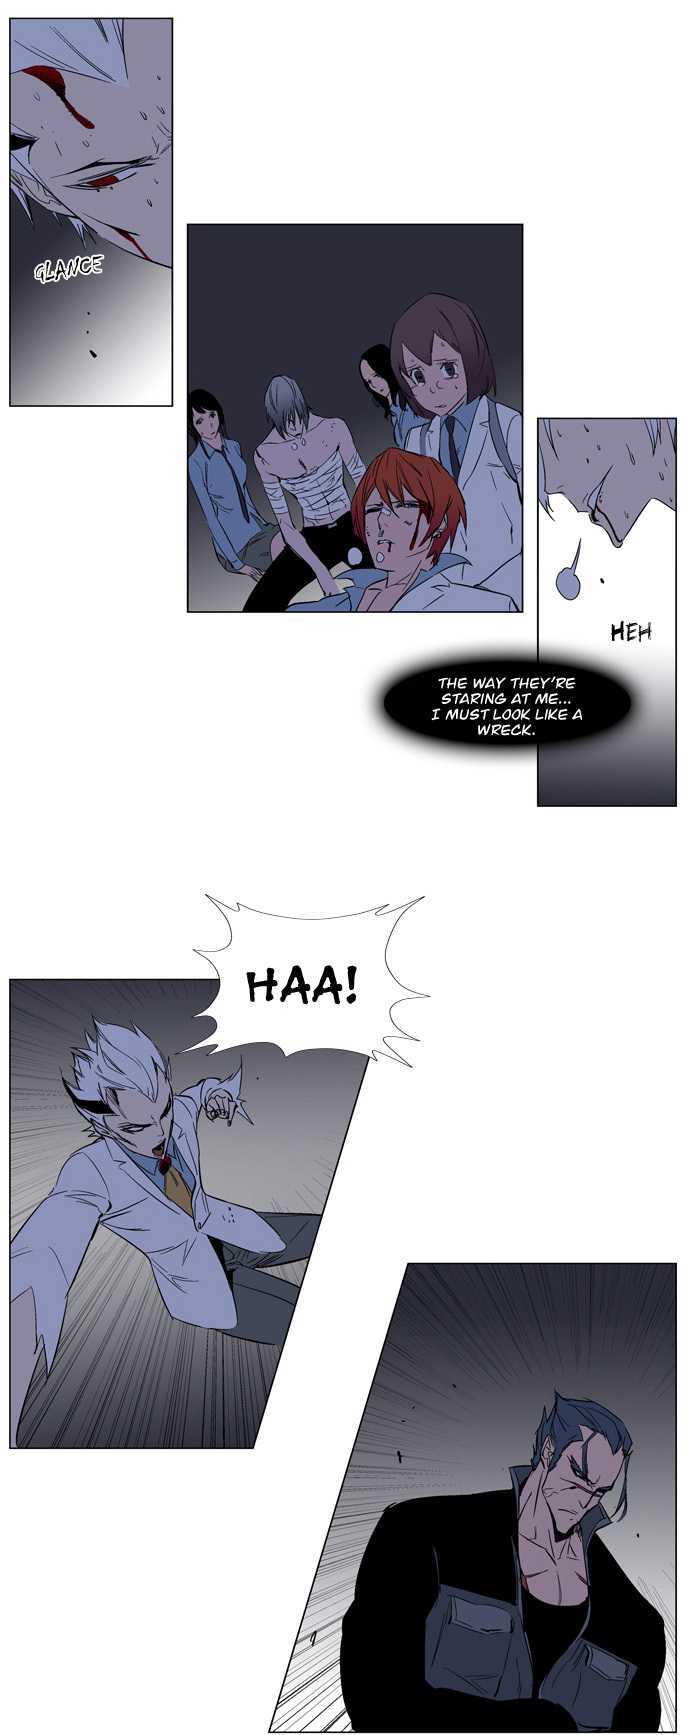 GLANCE
HEH
THE WAY THEY'RE
STARING AT ME...
I MUST LOOK LIKE A
WRECK.
HAA!